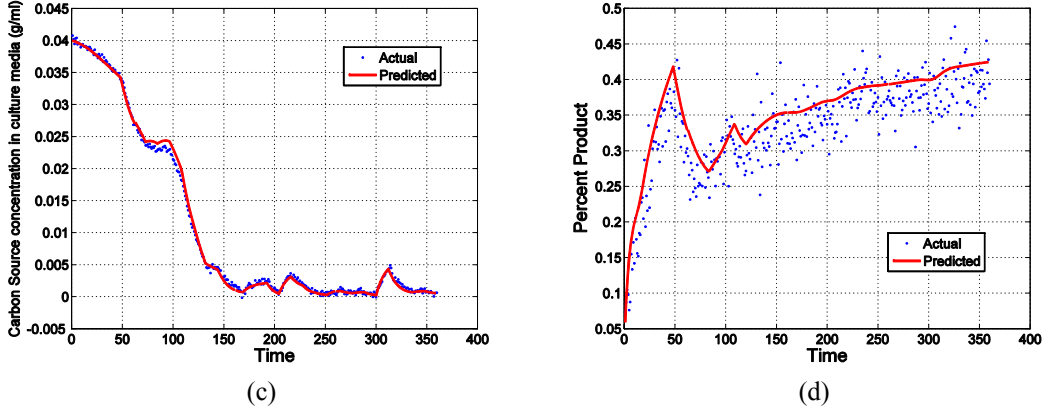 0.045
0.04
0.035
0.03
0.025
0.02
0.015
0.01
0.005
0
-0.005
0 50 100 150 200 250 300 350 400
Carbon Source concentration in culture media (g/ml)
Time
Actual
Predicted
(c)
0.5
0.45
0.4
0.35
0.3
0.25
0.2
0.15
0.1
0.05
0 50 100 150 200 250 300 350 400
Percent Product
Time
Actual
Predicted
(d)